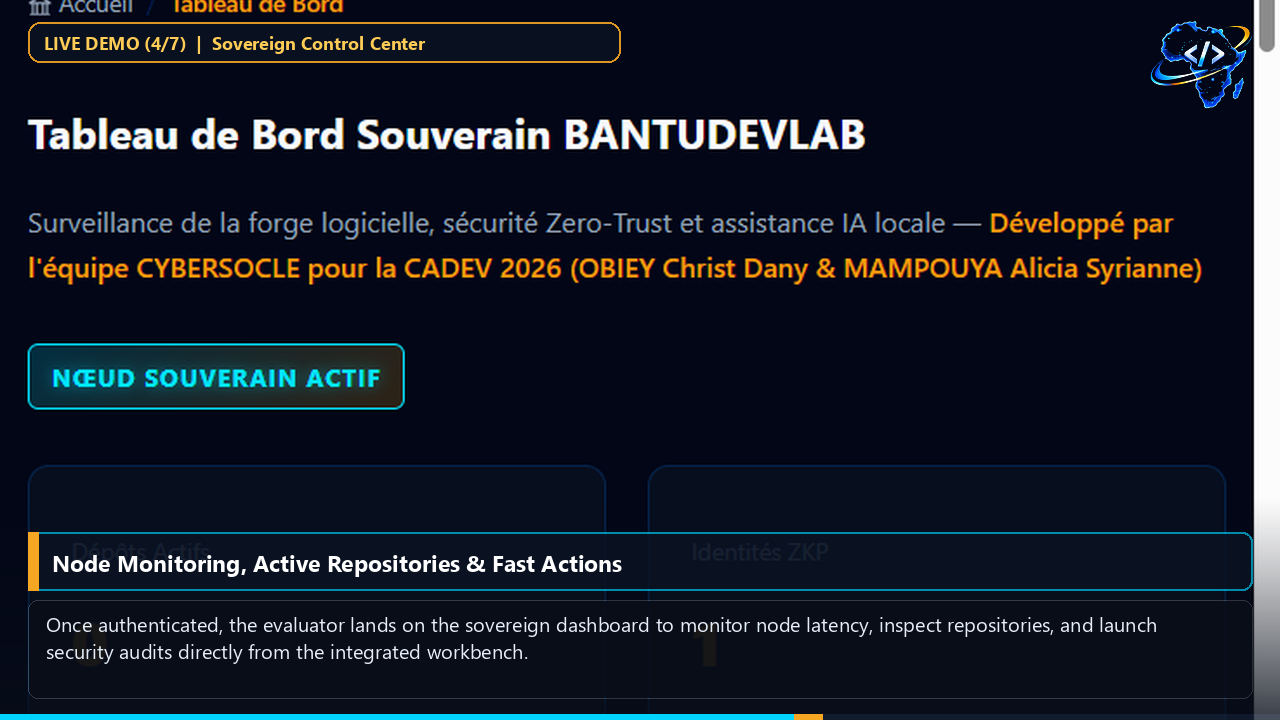 🏛 Accueil / Tableau de Bord
LIVE DEMO (4/7) | Sovereign Control Center
</>
Tableau de Bord Souverain BANTUDEVLAB
Surveillance de la forge logicielle, sécurité Zero-Trust et assistance IA locale — Développé par
l'équipe CYBERSOCLE pour la CADEV 2026 (OBIEY Christ Dany & MAMPOUYA Alicia Syrianne)
NŒUD SOUVERAIN ACTIF
Dépôts Actifs
Identités ZKP
Node Monitoring, Active Repositories & Fast Actions
0
1
Once authenticated, the evaluator lands on the sovereign dashboard to monitor node latency, inspect repositories, and launch
security audits directly from the integrated workbench.